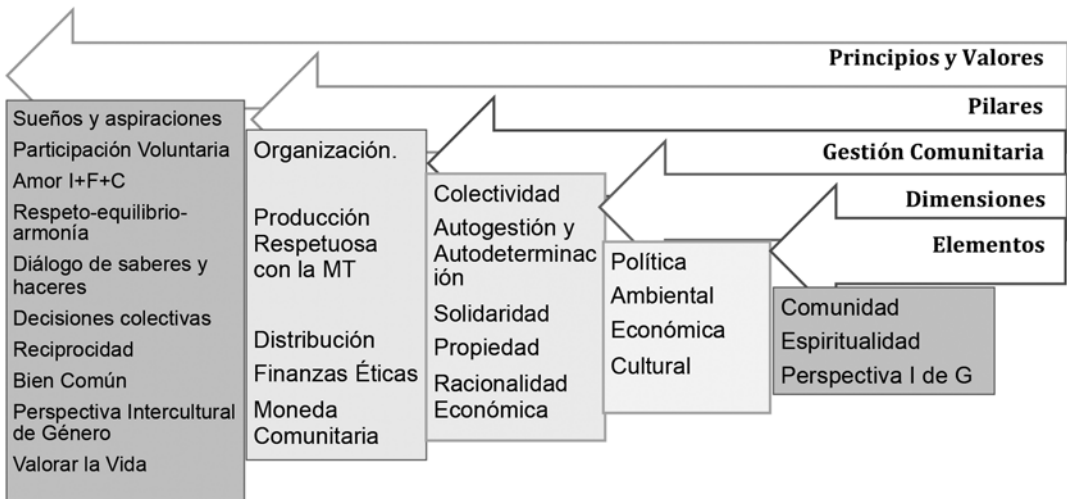 Principios y Valores
Pilares
Gestión Comunitaria
Dimensiones
Elementos
Sueños y aspiraciones
Participación Voluntaria
Amor I+F+C
Respeto-equilibrio-
armonía
Diálogo de saberes y
haceres
Decisiones colectivas
Reciprocidad
Bien Común
Perspectiva Intercultural
de Género
Valorar la Vida
Organización.
Producción
Respetuosa
con la MT
Distribución
Finanzas Éticas
Moneda
Comunitaria
Colectividad
Autogestión y
Autodeterminac
ión
Solidaridad
Propiedad
Racionalidad
Económica
Política
Ambiental
Económica
Cultural
Comunidad
Espiritualidad
Perspectiva I de G